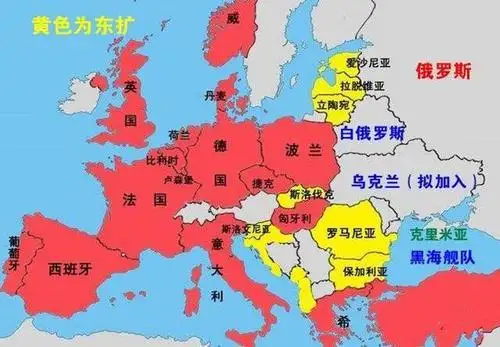 黄色为东扩
威
爱沙尼亚
拉脱维亚
俄罗斯
英
国
丹麦
立陶宛
荷兰
白俄罗斯
德
国
波兰
比利时
卢森堡
捷克
乌克兰（拟加入）
斯洛伐克
法国
匈牙利
斯洛文尼亚
罗马尼亚
克里米亚
葡萄牙
西班牙
意大利
黑海舰队
保加利亚
希